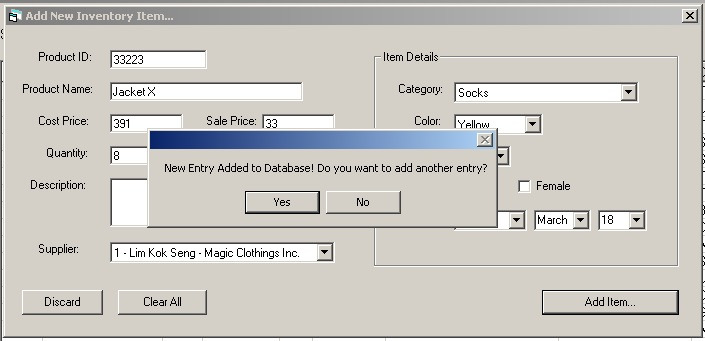 Add New Inventory Item...
Product ID: 33223
Product Name: Jacket X
Cost Price: 391 Sale Price: 33
Quantity: 8
Description:
Supplier: 1 - Lim Kok Seng - Magic Clothings Inc.
Item Details
Category: Socks
Color: Yellow
Female
March 18
New Entry Added to Database! Do you want to add another entry?
Yes No
Discard Clear All Add Item...